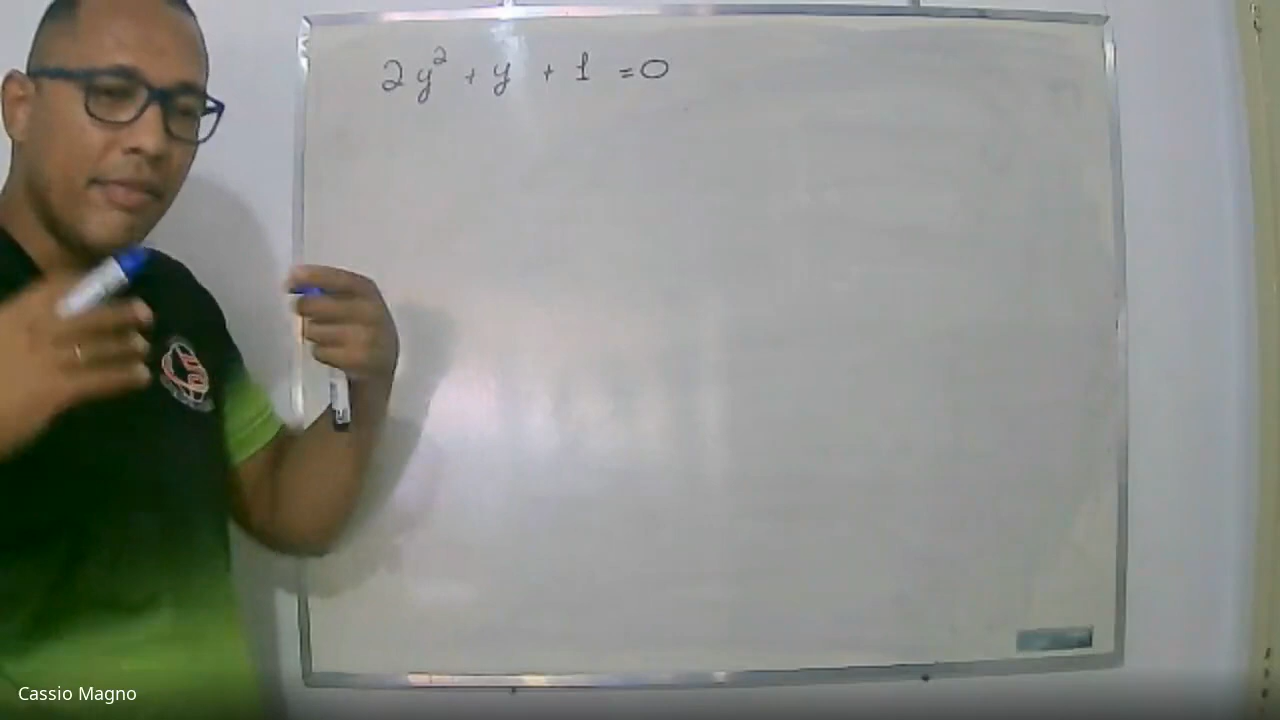 2y² + y + 1 = 0
Cassio Magno